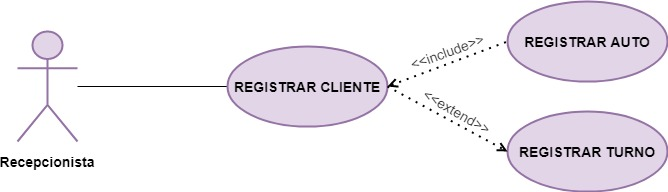 REGISTRAR AUTO
<<include>>
REGISTRAR CLIENTE
<<extend>>
REGISTRAR TURNO
Recepcionista